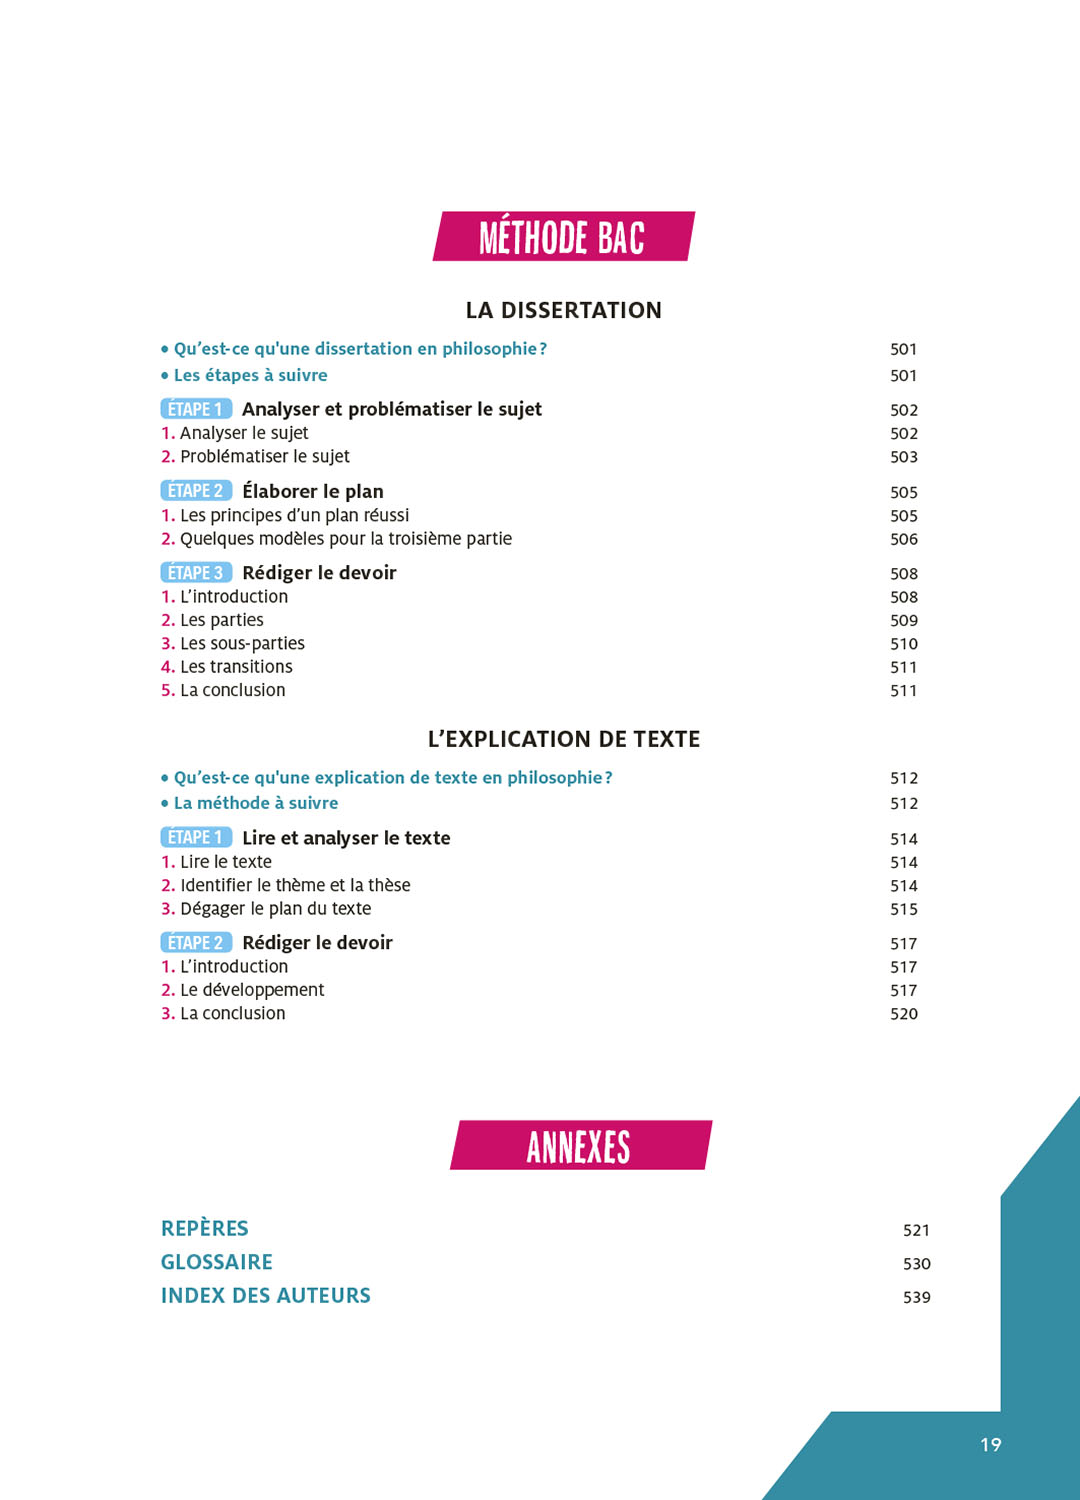 MÉTHODE BAC
LA DISSERTATION
• Qu’est-ce qu'une dissertation en philosophie ? 501
• Les étapes à suivre 501
ÉTAPE 1 Analyser et problématiser le sujet 502
1. Analyser le sujet 502
2. Problématiser le sujet 503
ÉTAPE 2 Élaborer le plan 505
1. Les principes d’un plan réussi 505
2. Quelques modèles pour la troisième partie 506
ÉTAPE 3 Rédiger le devoir 508
1. L’introduction 508
2. Les parties 509
3. Les sous-parties 510
4. Les transitions 511
5. La conclusion 511
L’EXPLICATION DE TEXTE
• Qu’est-ce qu'une explication de texte en philosophie ? 512
• La méthode à suivre 512
ÉTAPE 1 Lire et analyser le texte 514
1. Lire le texte 514
2. Identifier le thème et la thèse 514
3. Dégager le plan du texte 515
ÉTAPE 2 Rédiger le devoir 517
1. L’introduction 517
2. Le développement 517
3. La conclusion 520
ANNEXES
REPÈRES 521
GLOSSAIRE 530
INDEX DES AUTEURS 539
19